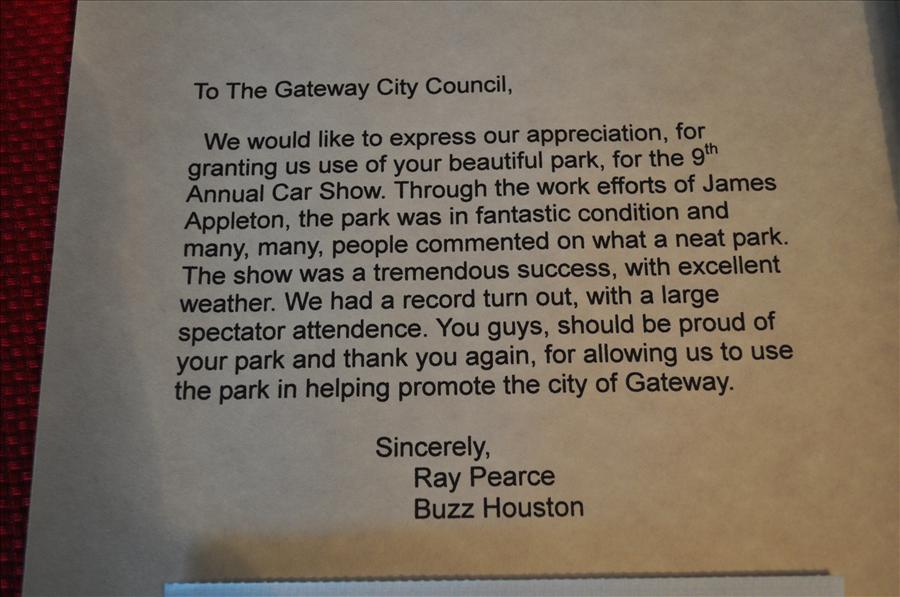 To The Gateway City Council,
We would like to express our appreciation, for
granting us use of your beautiful park, for the 9th
Annual Car Show. Through the work efforts of James
Appleton, the park was in fantastic condition and
many, many, people commented on what a neat park.
The show was a tremendous success, with excellent
weather. We had a record turn out, with a large
spectator attendence. You guys, should be proud of
your park and thank you again, for allowing us to use
the park in helping promote the city of Gateway.
Sincerely,
Ray Pearce
Buzz Houston